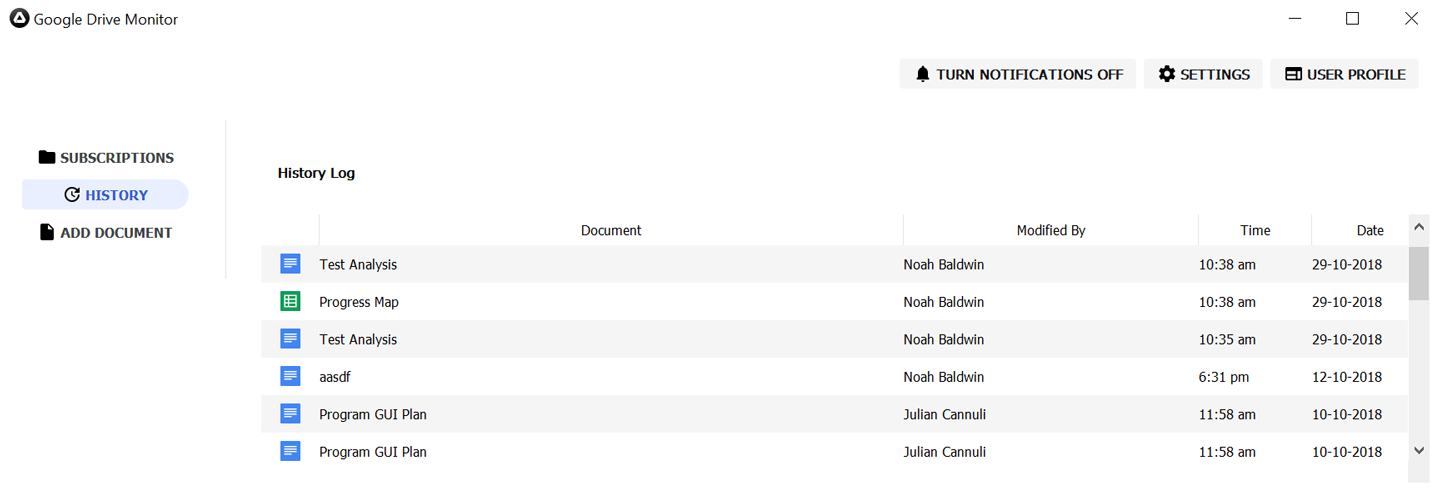 Google Drive Monitor
TURN NOTIFICATIONS OFF SETTINGS USER PROFILE
SUBSCRIPTIONS
HISTORY
ADD DOCUMENT
History Log
Document Modified By Time Date
Test Analysis Noah Baldwin 10:38 am 29-10-2018
Progress Map Noah Baldwin 10:38 am 29-10-2018
Test Analysis Noah Baldwin 10:35 am 29-10-2018
aasdf Noah Baldwin 6:31 pm 12-10-2018
Program GUI Plan Julian Cannuli 11:58 am 10-10-2018
Program GUI Plan Julian Cannuli 11:58 am 10-10-2018